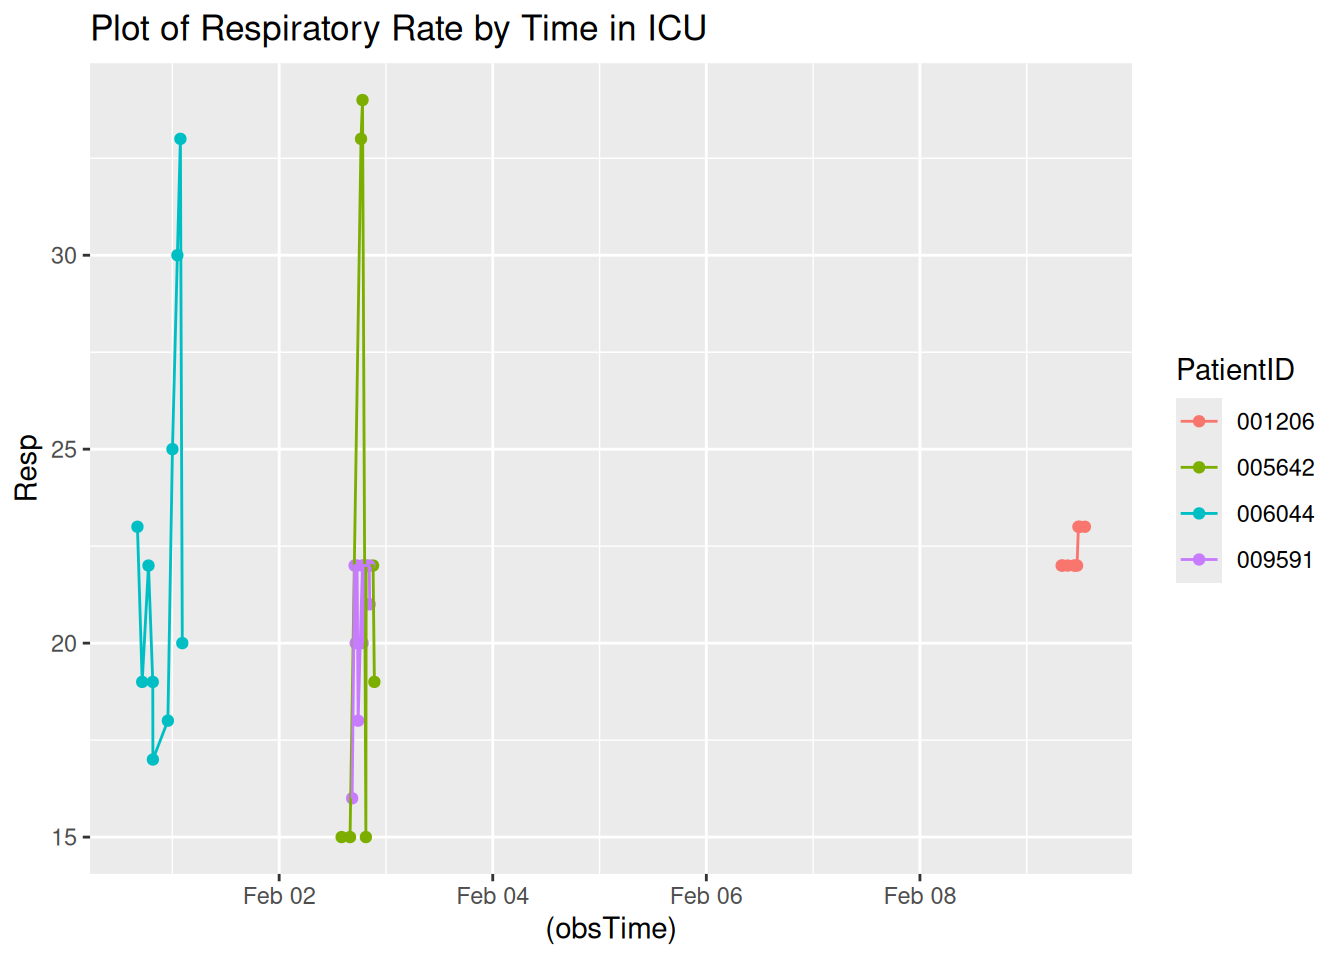 Plot of Respiratory Rate by Time in ICU
Resp
30
25
20
15
Feb 02
Feb 04
Feb 06
Feb 08
(obsTime)
PatientID
001206
005642
006044
009591